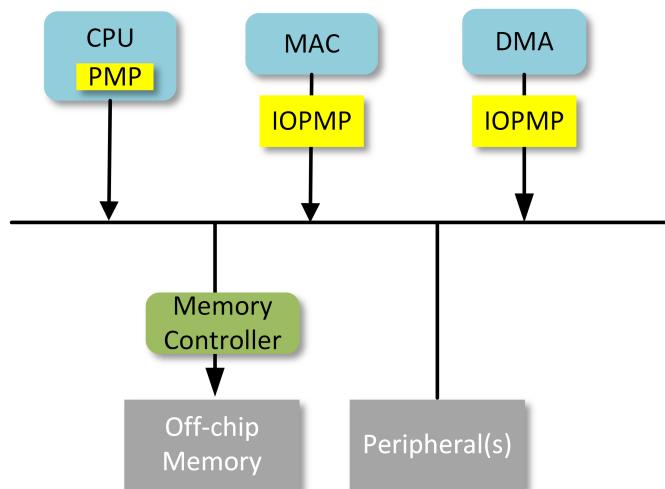 CPU
PMP
MAC
DMA
IOPMP
IOPMP
Memory
Controller
Off-chip
Memory
Peripheral(s)